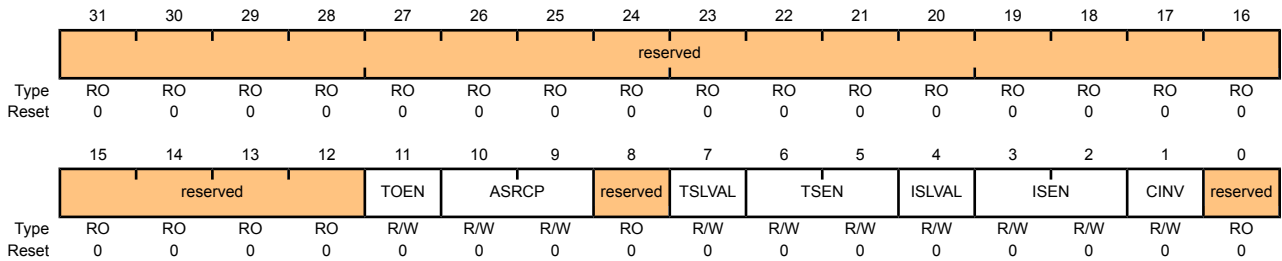 31 30 29 28 27 26 25 24 23 22 21 20 19 18 17 16
reserved
Type RO RO RO RO RO RO RO RO RO RO RO RO RO RO RO RO
Reset 0 0 0 0 0 0 0 0 0 0 0 0 0 0 0 0
15 14 13 12 11 10 9 8 7 6 5 4 3 2 1 0
reserved TOEN ASRCP reserved TSLVAL TSEN ISLVAL ISEN CINV reserved
Type RO RO RO RO R/W R/W R/W RO R/W R/W R/W R/W R/W R/W R/W RO
Reset 0 0 0 0 0 0 0 0 0 0 0 0 0 0 0 0